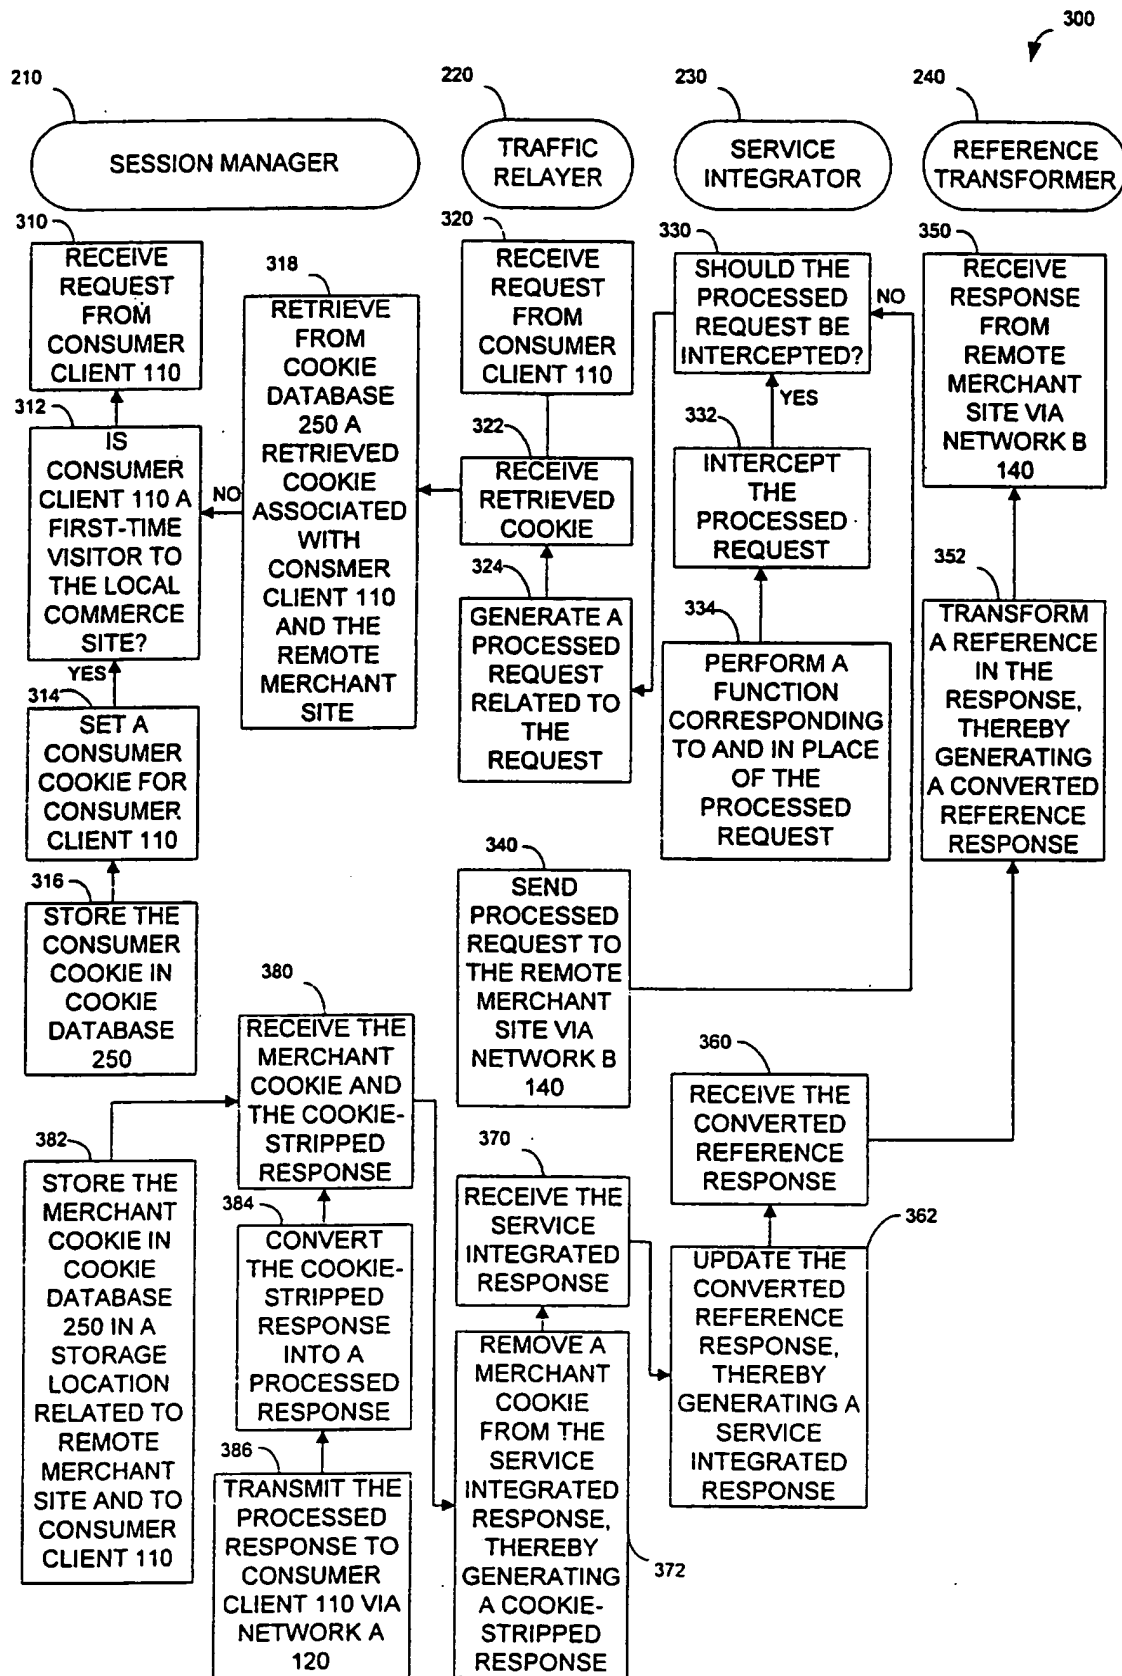 300
210
220
230
240
SESSION MANAGER
TRAFFIC
RELAYER
SERVICE
INTEGRATOR
REFERENCE
TRANSFORMER
310
RECEIVE
REQUEST
FROM
CONSUMER
CLIENT 110
312
IS
CONSUMER
CLIENT 110 A
FIRST-TIME
VISITOR TO
THE LOCAL
COMMERCE
SITE?
NO
YES
314
SET A
CONSUMER
COOKIE FOR
CONSUMER
CLIENT 110
316
STORE THE
CONSUMER
COOKIE IN
COOKIE
DATABASE
250
318
RETRIEVE
FROM
COOKIE
DATABASE
250 A
RETRIEVED
COOKIE
ASSOCIATED
WITH
CONSMER
CLIENT 110
AND THE
REMOTE
MERCHANT
SITE
320
RECEIVE
REQUEST
FROM
CONSUMER
CLIENT 110
322
RECEIVE
RETRIEVED
COOKIE
324
GENERATE A
PROCESSED
REQUEST
RELATED TO
THE
REQUEST
330
SHOULD THE
PROCESSED
REQUEST BE
INTERCEPTED?
NO
YES
332
INTERCEPT
THE
PROCESSED
REQUEST
334
PERFORM A
FUNCTION
CORRESPONDING
TO AND IN PLACE
OF THE
PROCESSED
REQUEST
340
SEND
PROCESSED
REQUEST TO
THE REMOTE
MERCHANT
SITE VIA
NETWORK B
140
350
RECEIVE
RESPONSE
FROM
REMOTE
MERCHANT
SITE VIA
NETWORK B
140
352
TRANSFORM
A REFERENCE
IN THE
RESPONSE,
THEREBY
GENERATING
A CONVERTED
REFERENCE
RESPONSE
360
RECEIVE THE
CONVERTED
REFERENCE
RESPONSE
362
UPDATE THE
CONVERTED
REFERENCE
RESPONSE,
THEREBY
GENERATING A
SERVICE
INTEGRATED
RESPONSE
370
RECEIVE THE
SERVICE
INTEGRATED
RESPONSE
REMOVE A
MERCHANT
COOKIE
FROM THE
SERVICE
INTEGRATED
RESPONSE,
THEREBY
GENERATING
A COOKIE-
STRIPPED
RESPONSE
372
380
RECEIVE THE
MERCHANT
COOKIE AND
THE COOKIE-
STRIPPED
RESPONSE
382
STORE THE
MERCHANT
COOKIE IN
COOKIE
DATABASE
250 IN A
STORAGE
LOCATION
RELATED TO
REMOTE
MERCHANT
SITE AND TO
CONSUMER
CLIENT 110
384
CONVERT
THE COOKIE-
STRIPPED
RESPONSE
INTO A
PROCESSED
RESPONSE
386
TRANSMIT THE
PROCESSED
RESPONSE TO
CONSUMER
CLIENT 110 VIA
NETWORK A
120